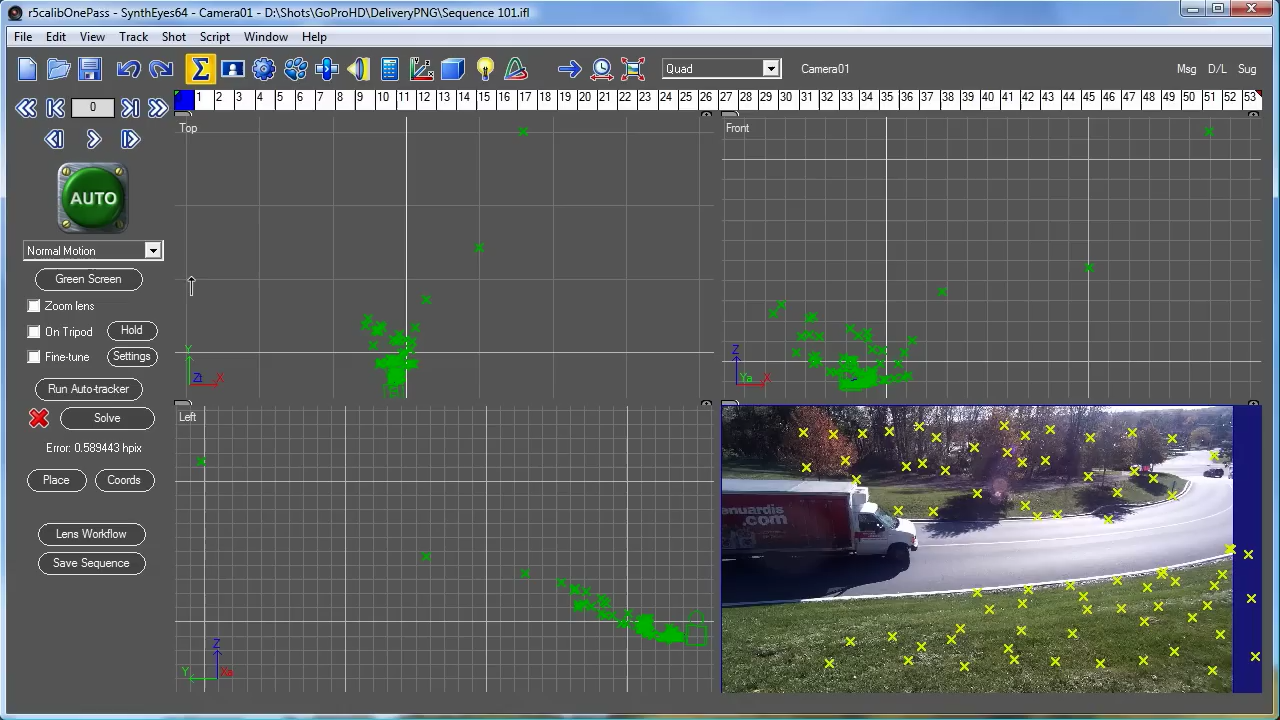 r5calibOnePass - SynthEyes64 - Camera01 - D:\Shots\GoProHD\DeliveryPNG\Sequence 101.ifl
File Edit View Track Shot Script Window Help
Quad Camera01 Msg D/L Sug
0 1 2 3 4 5 6 7 8 9 10 11 12 13 14 15 16 17 18 19 20 21 22 23 24 25 26 27 28 29 30 31 32 33 34 35 36 37 38 39 40 41 42 43 44 45 46 47 48 49 50 51 52 53
Top
Front
AUTO
Normal Motion
Green Screen
Zoom lens
On Tripod Hold
Fine-tune Settings
Run Auto-tracker
Solve
Error: 0.589443 hpix
Place Coords
Lens Workflow
Save Sequence
Y
X
Z
X
Left
Z
Y
.com